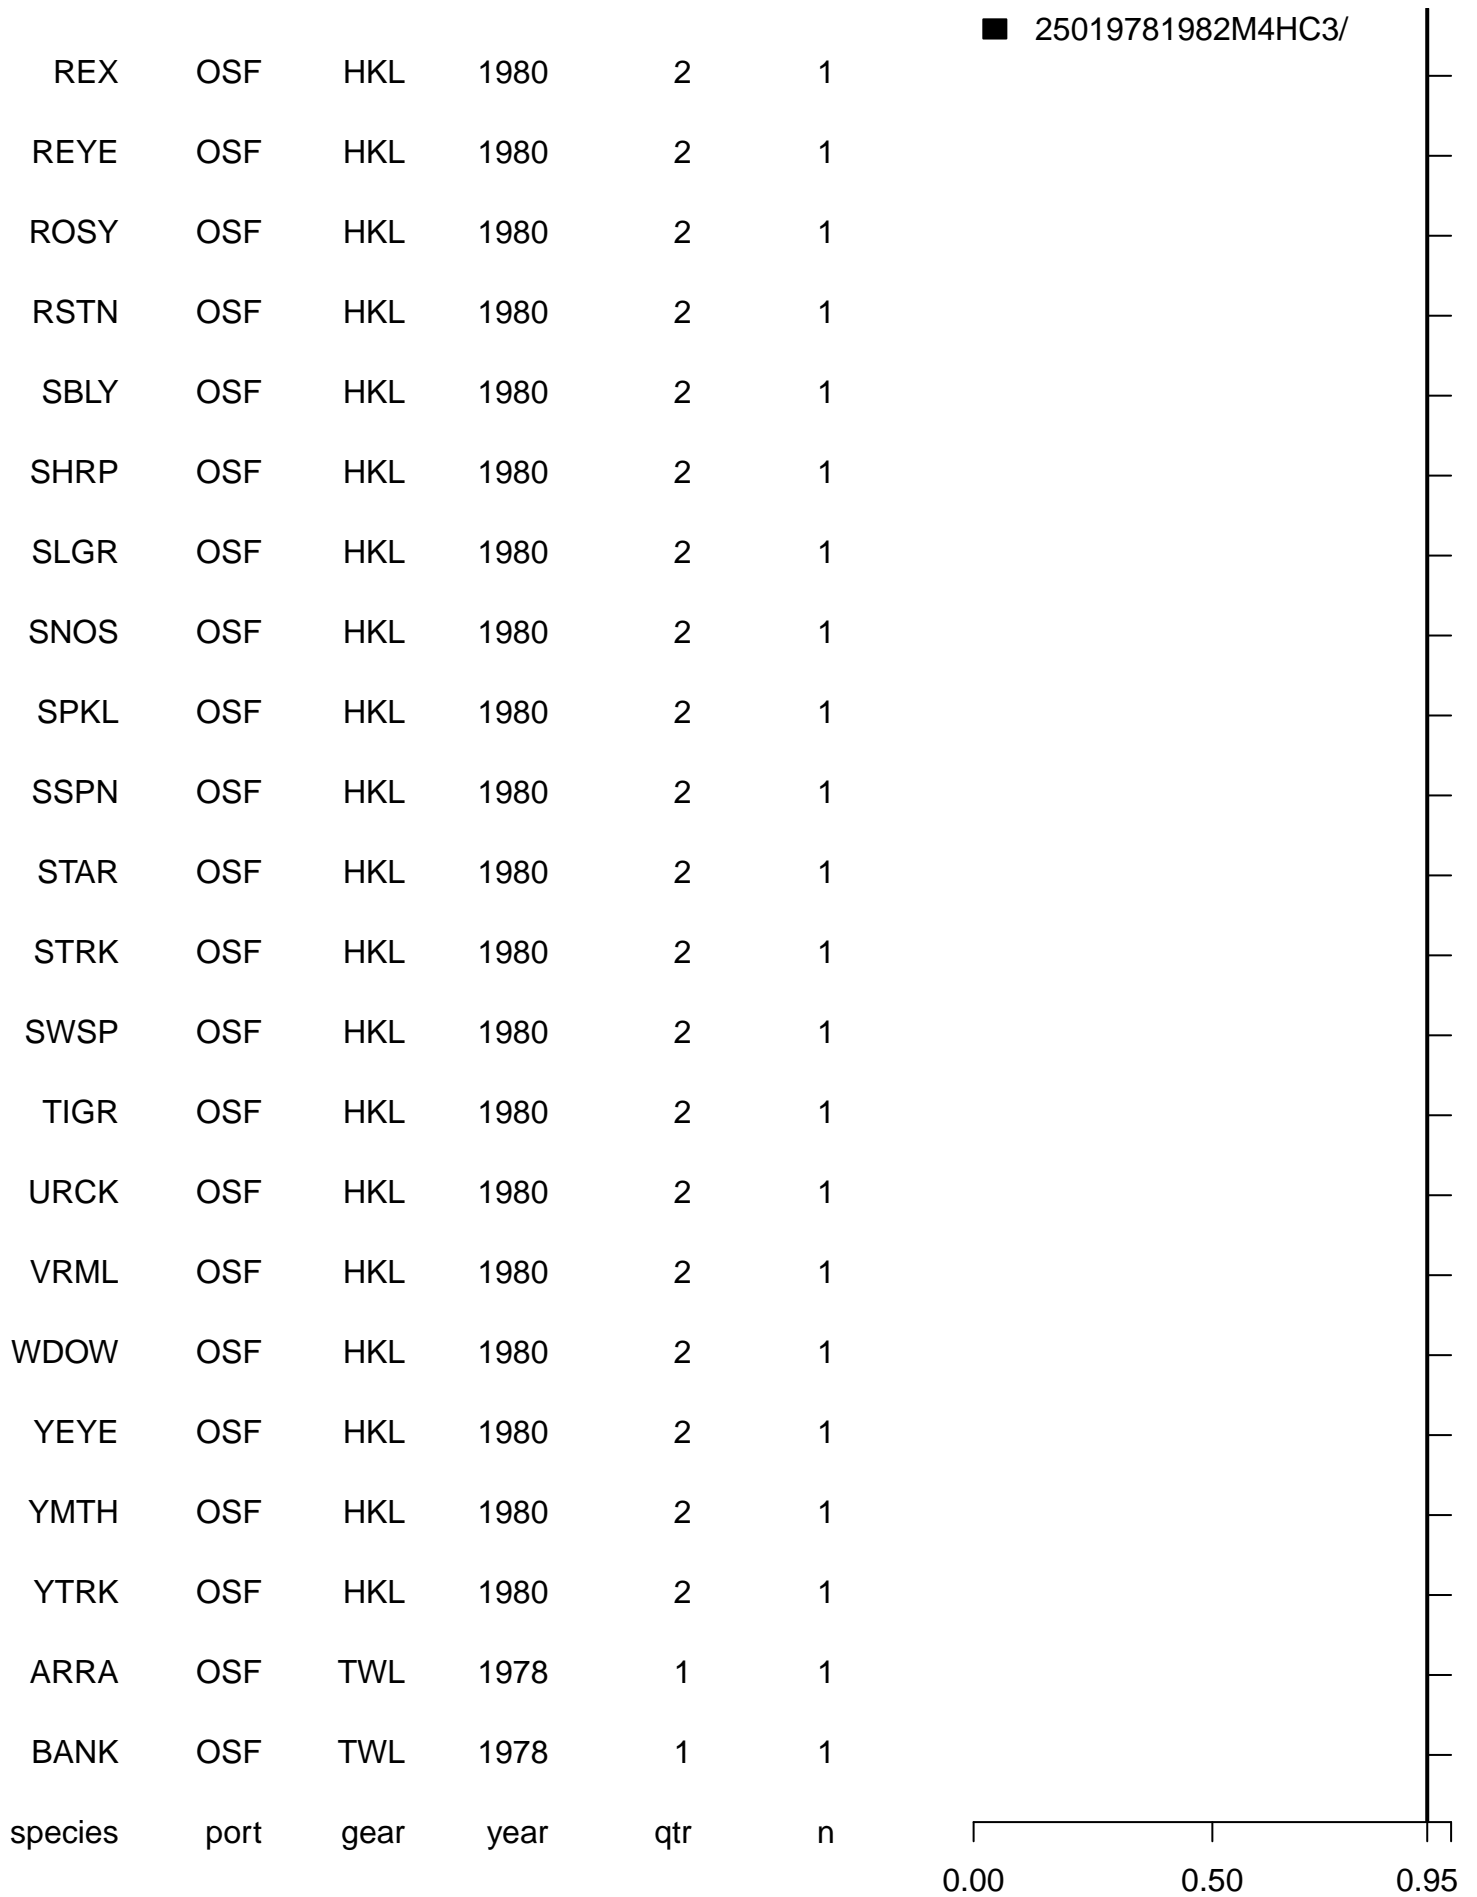 25019781982M4HC3/
REX OSF HKL 1980 2 1
REYE OSF HKL 1980 2 1
ROSY OSF HKL 1980 2 1
RSTN OSF HKL 1980 2 1
SBLY OSF HKL 1980 2 1
SHRP OSF HKL 1980 2 1
SLGR OSF HKL 1980 2 1
SNOS OSF HKL 1980 2 1
SPKL OSF HKL 1980 2 1
SSPN OSF HKL 1980 2 1
STAR OSF HKL 1980 2 1
STRK OSF HKL 1980 2 1
SWSP OSF HKL 1980 2 1
TIGR OSF HKL 1980 2 1
URCK OSF HKL 1980 2 1
VRML OSF HKL 1980 2 1
WDOW OSF HKL 1980 2 1
YEYE OSF HKL 1980 2 1
YMTH OSF HKL 1980 2 1
YTRK OSF HKL 1980 2 1
ARRA OSF TWL 1978 1 1
BANK OSF TWL 1978 1 1
species port gear year qtr n
0.00 0.50 0.95